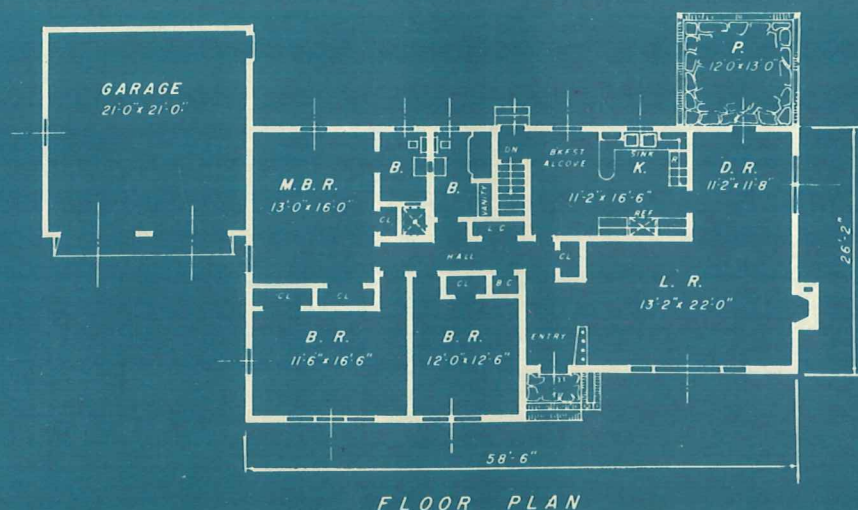 GARAGE
21'-0" x 21'-0"
P.
12'0" x 13'0"
M.B.R.
13'-0" x 16'-0"
B.
B.
VANITY
DN
BKFST
ALCOVE
SINK
K.
R
11'-2" x 16'-6"
REF.
D.R.
11'-2" x 11'-8"
CL
L.C
HALL
CL
CL
B.C
CL
CL
L. R.
13'-2" x 22'-0"
26'-2"
B. R.
11'-6" x 16'-6"
B. R.
12'-0" x 12'-6"
ENTRY
58'-6"
FLOOR PLAN